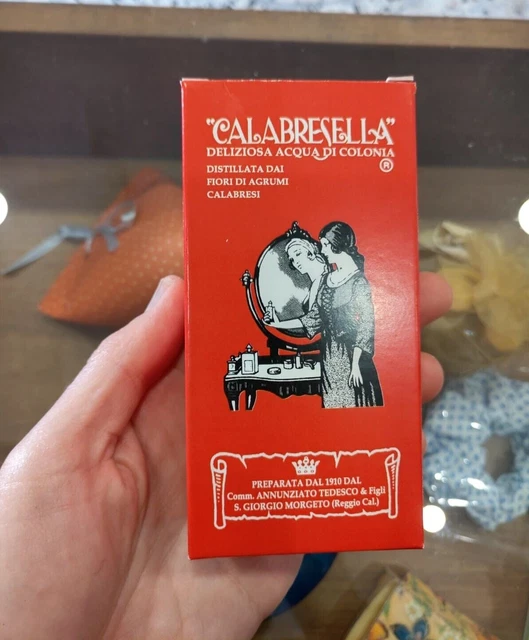 "CALABRESELLA"
DELIZIOSA ACQUA DI COLONIA
®
DISTILLATA DAI
FIORI DI AGRUMI
CALABRESI
PREPARATA DAL 1910 DAL
Comm. ANNUNZIATO TEDESCO & Figli
S. GIORGIO MORGETO (Reggio Cal.)